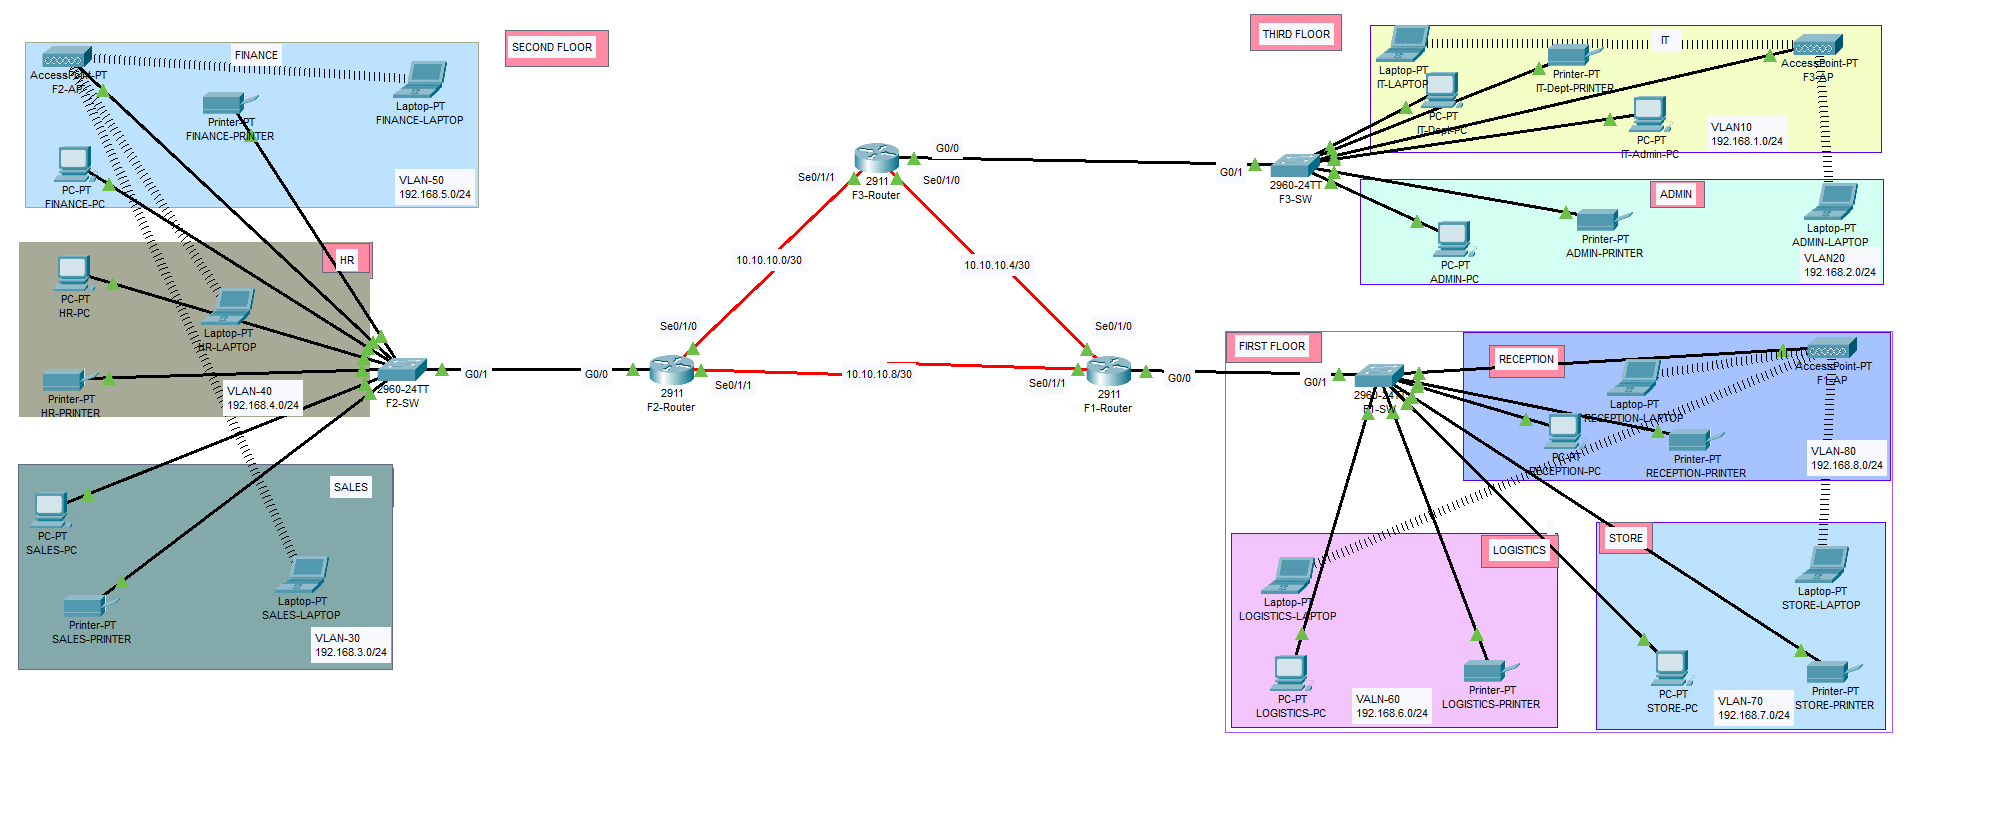 SECOND FLOOR
FINANCE
AccessPoint-PT
F2-AP
Printer-PT
FINANCE-PRINTER
Laptop-PT
FINANCE-LAPTOP
PC-PT
FINANCE-PC
VLAN-50
192.168.5.0/24
HR
PC-PT
HR-PC
Laptop-PT
HR-LAPTOP
Printer-PT
HR-PRINTER
VLAN-40
192.168.4.0/24
2960-24TT
F2-SW
G0/1
SALES
PC-PT
SALES-PC
Printer-PT
SALES-PRINTER
Laptop-PT
SALES-LAPTOP
VLAN-30
192.168.3.0/24
G0/0
Se0/1/1
2911
F3-Router
Se0/1/0
10.10.10.0/30
10.10.10.4/30
Se0/1/0
Se0/1/0
G0/0
2911
F2-Router
Se0/1/1
10.10.10.8/30
Se0/1/1
2911
F1-Router
G0/0
THIRD FLOOR
IT
Laptop-PT
IT-LAPTOP
Printer-PT
IT-Dept-PRINTER
AccessPoint-PT
F3-AP
PC-PT
IT-Dept-PC
PC-PT
IT-Admin-PC
VLAN10
192.168.1.0/24
G0/1
2960-24TT
F3-SW
ADMIN
PC-PT
ADMIN-PC
Printer-PT
ADMIN-PRINTER
Laptop-PT
ADMIN-LAPTOP
VLAN20
192.168.2.0/24
FIRST FLOOR
G0/1
2960-24TT
F1-SW
RECEPTION
AccessPoint-PT
F1-AP
Laptop-PT
RECEPTION-LAPTOP
PC-PT
RECEPTION-PC
Printer-PT
RECEPTION-PRINTER
VLAN-80
192.168.8.0/24
LOGISTICS
Laptop-PT
LOGISTICS-LAPTOP
PC-PT
LOGISTICS-PC
VALN-60
192.168.6.0/24
Printer-PT
LOGISTICS-PRINTER
STORE
Laptop-PT
STORE-LAPTOP
PC-PT
STORE-PC
VLAN-70
192.168.7.0/24
Printer-PT
STORE-PRINTER